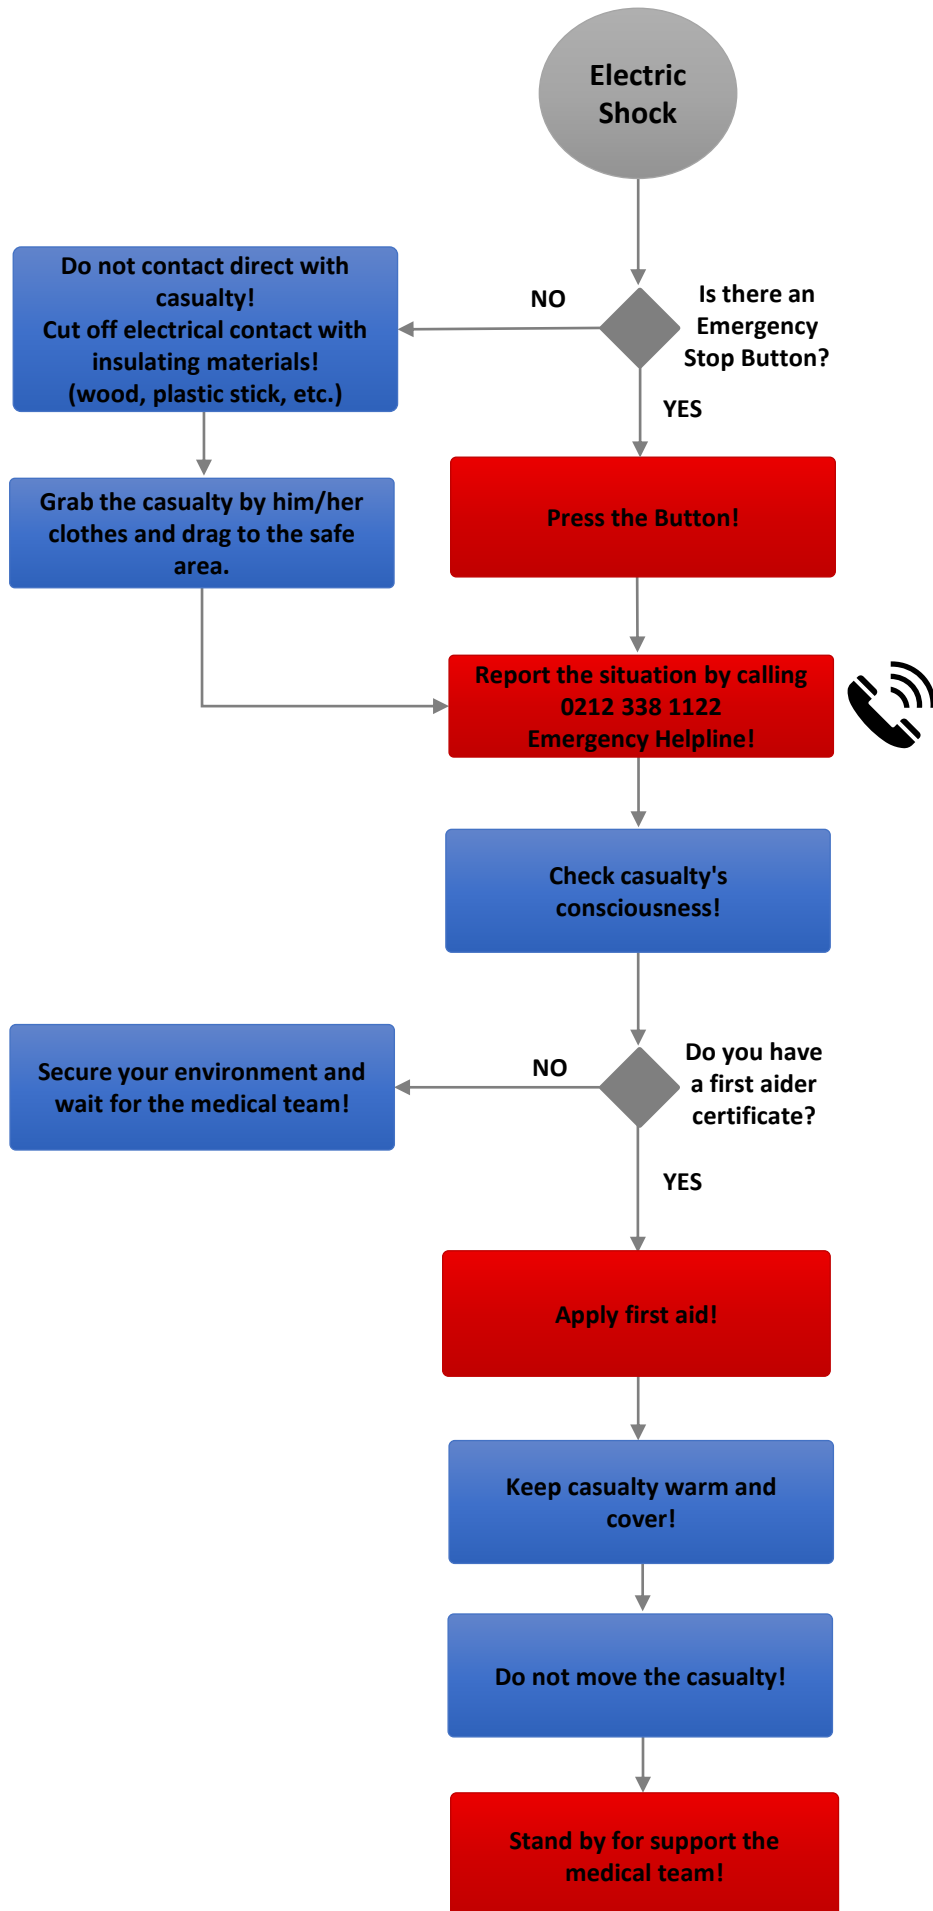 Electric
Shock
Is there an
Emergency
Stop Button?
NO
YES
Do not contact direct with
casualty!
Cut off electrical contact with
insulating materials!
(wood, plastic stick, etc.)
Grab the casualty by him/her
clothes and drag to the safe
area.
Press the Button!
Report the situation by calling
0212 338 1122
Emergency Helpline!
Check casualty's
consciousness!
Do you have
a first aider
certificate?
NO
YES
Secure your environment and
wait for the medical team!
Apply first aid!
Keep casualty warm and
cover!
Do not move the casualty!
Stand by for support the
medical team!